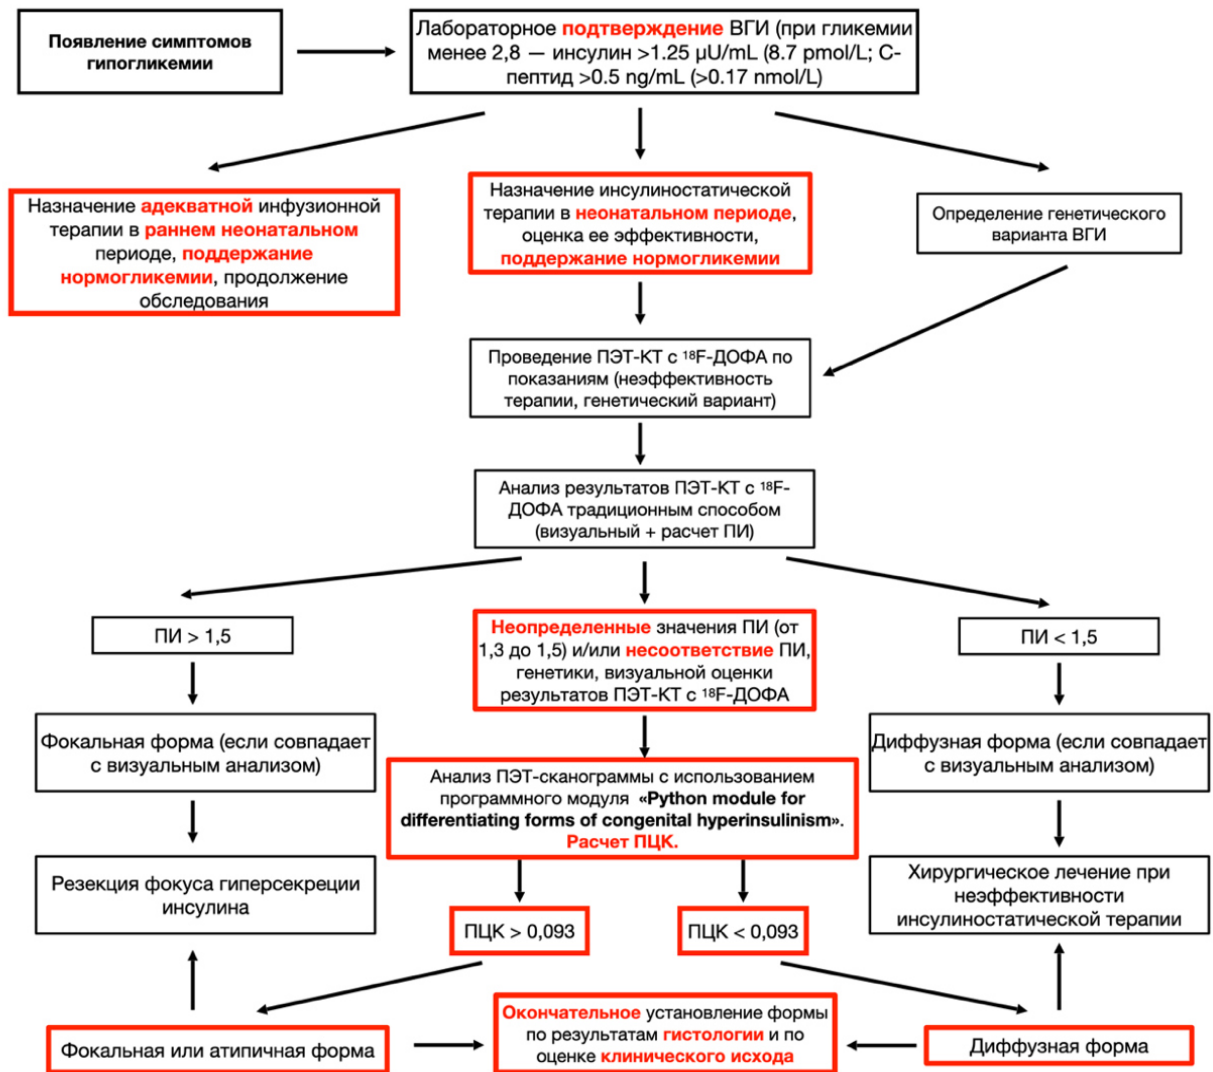 Появление симптомов
гипогликемии
Лабораторное подтверждение ВГИ (при гликемии
менее 2,8 — инсулин >1.25 µU/mL (8.7 pmol/L; С-
пептид >0.5 ng/mL (>0.17 nmol/L)
Назначение адекватной инфузионной
терапии в раннем неонатальном
периоде, поддержание
нормогликемии, продолжение
обследования
Назначение инсулиностатической
терапии в неонатальном периоде,
оценка ее эффективности,
поддержание нормогликемии
Определение генетического
варианта ВГИ
Проведение ПЭТ-КТ с ¹⁸F-ДОФА по
показаниям (неэффективность
терапии, генетический вариант)
Анализ результатов ПЭТ-КТ с ¹⁸F-
ДОФА традиционным способом
(визуальный + расчет ПИ)
ПИ > 1,5
Неопределенные значения ПИ (от
1,3 до 1,5) и/или несоответствие ПИ,
генетики, визуальной оценки
результатов ПЭТ-КТ с ¹⁸F-ДОФА
ПИ < 1,5
Фокальная форма (если совпадает
с визуальным анализом)
Диффузная форма (если совпадает
с визуальным анализом)
Анализ ПЭТ-сканограммы с использованием
программного модуля «Python module for
differentiating forms of congenital hyperinsulinism».
Расчет ПЦК.
Резекция фокуса гиперсекреции
инсулина
Хирургическое лечение при
неэффективности
инсулиностатической терапии
ПЦК > 0,093
ПЦК < 0,093
Фокальная или атипичная форма
Окончательное установление формы
по результатам гистологии и по
оценке клинического исхода
Диффузная форма